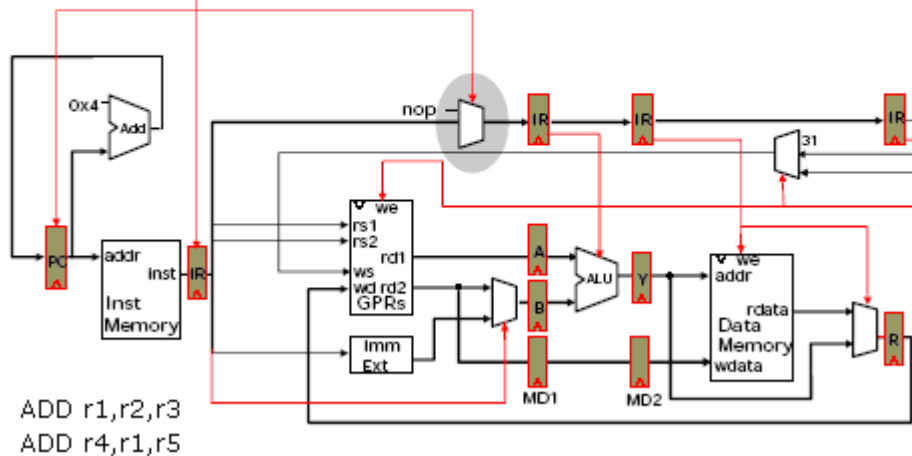 0x4
Add
nop
IR
IR
IR
31
we
rs1
rs2
rd1
ws
wd rd2
GPRs
A
B
ALU
Y
we
addr
rdata
Data
Memory
wdata
R
PC
addr
inst
Inst
Memory
IR
Imm
Ext
MD1
MD2
ADD r1,r2,r3
ADD r4,r1,r5